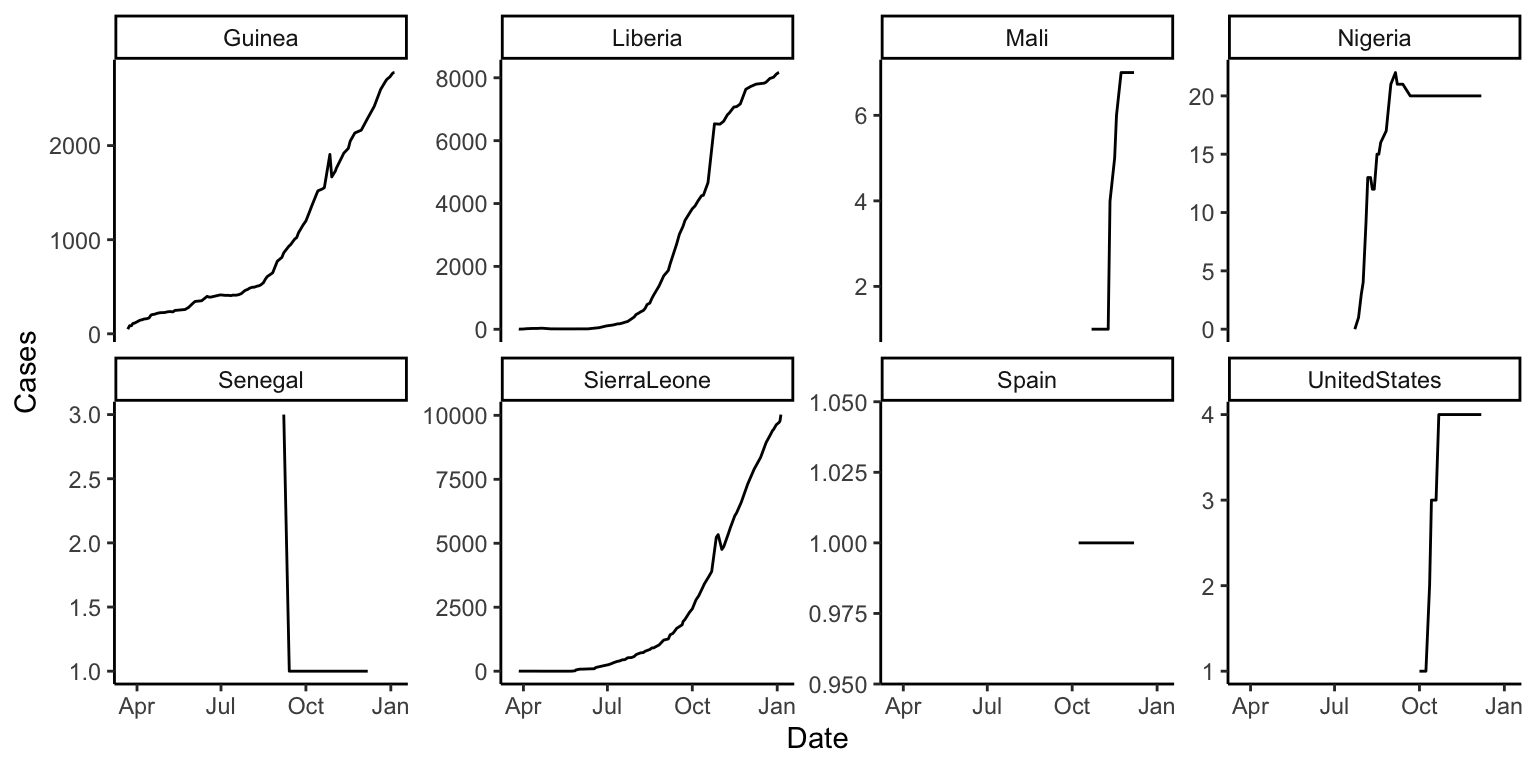 Guinea
Liberia
Mali
Nigeria
2000
1000
0
8000
6000
4000
2000
0
6
4
2
20
15
10
5
0
Cases
Senegal
SierraLeone
Spain
UnitedStates
3.0
2.5
2.0
1.5
1.0
10000
7500
5000
2500
0
1.050
1.025
1.000
0.975
0.950
4
3
2
1
Apr Jul Oct Jan
Apr Jul Oct Jan
Apr Jul Oct Jan
Apr Jul Oct Jan
Date